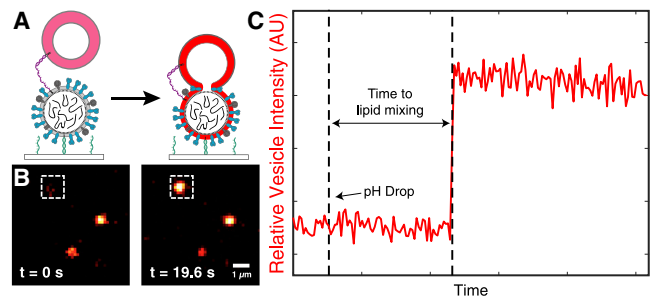 A
B
t = 0 s
t = 19.6 s
1 µm
C
Relative Vesicle Intensity (AU)
Time to
lipid mixing
pH Drop
Time